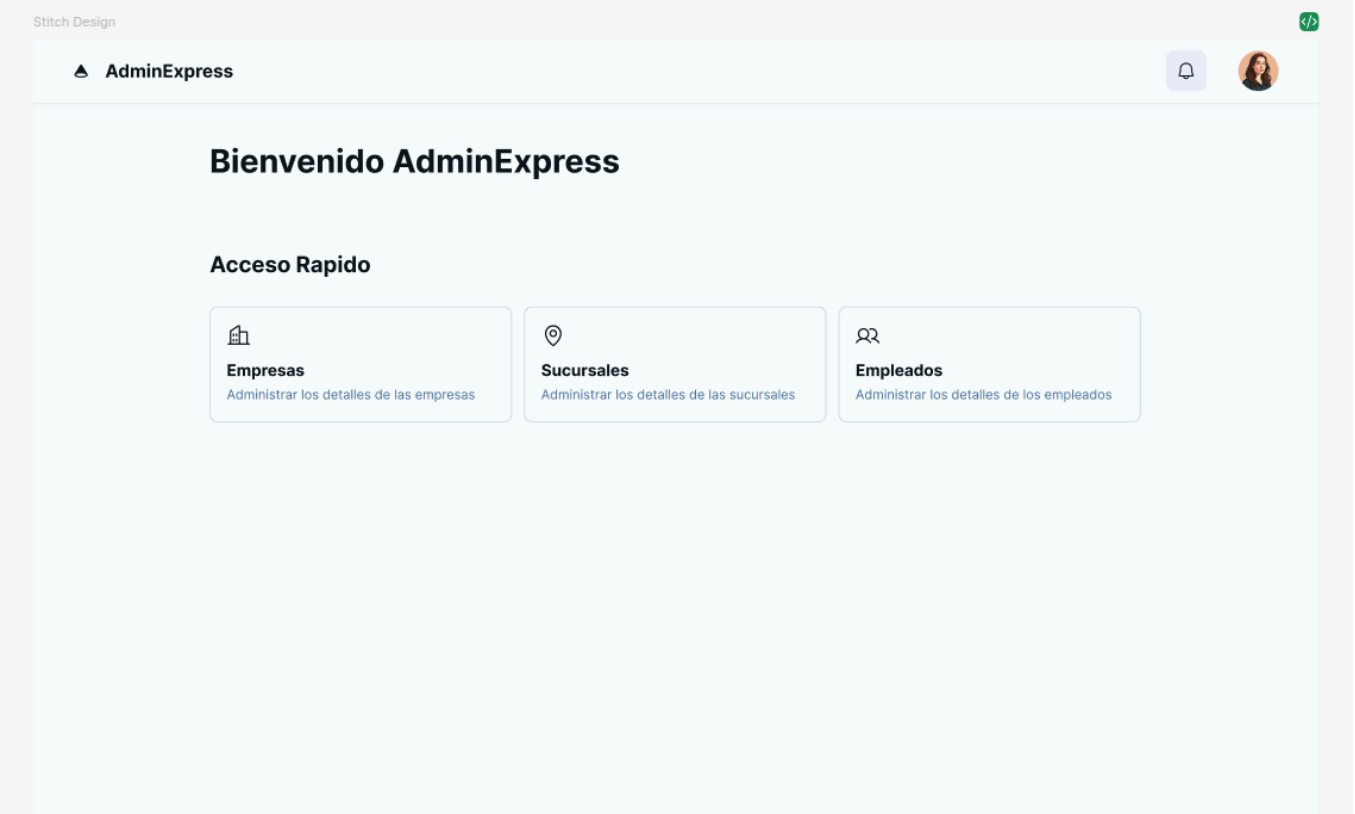 Stitch Design
</>
AdminExpress
Bienvenido AdminExpress
Acceso Rapido
Empresas
Administrar los detalles de las empresas
Sucursales
Administrar los detalles de las sucursales
Empleados
Administrar los detalles de los empleados